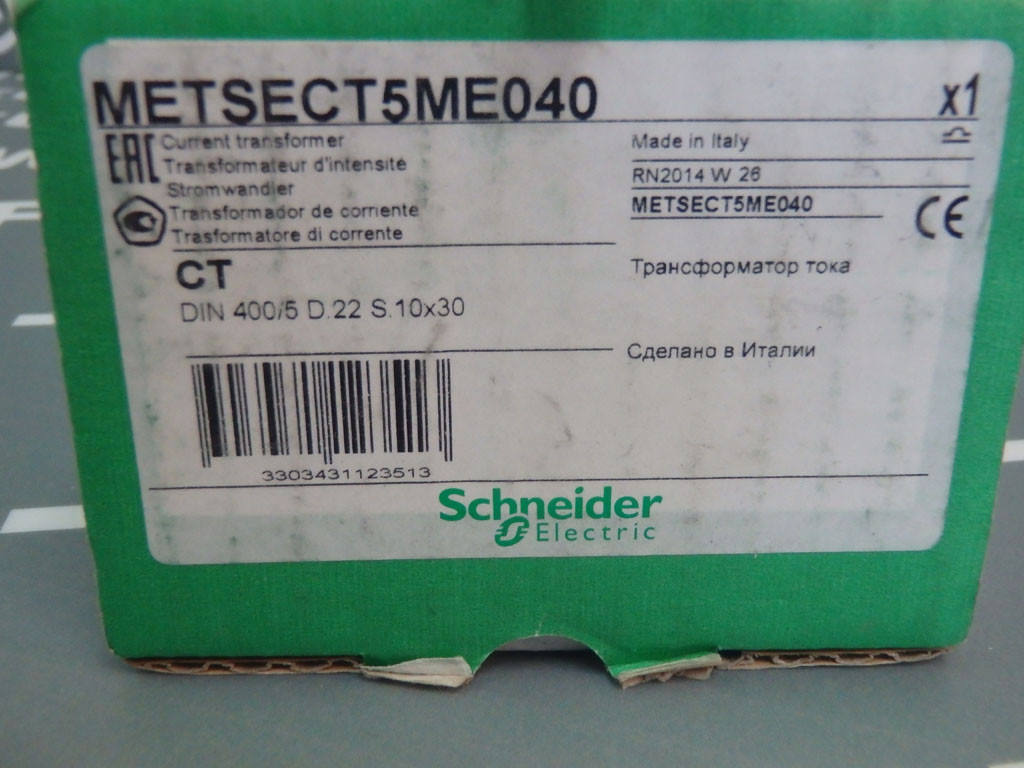 METSECT5ME040 x1
EAC
Current transformer
Transformateur d'intensité
Stromwandler
Transformador de corriente
Trasformatore di corrente
Made in Italy
RN2014 W 26
METSECT5ME040
CE
CT
DIN 400/5 D.22 S.10x30
Трансформатор тока
Сделано в Италии
3303431123513
Schneider
Electric